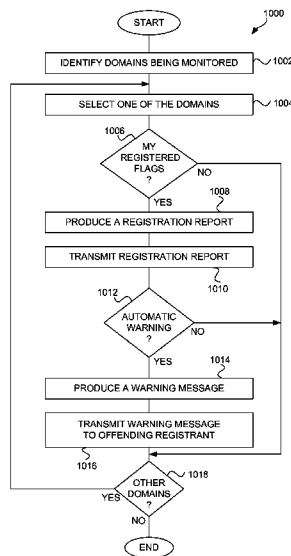 START
1000
IDENTIFY DOMAINS BEING MONITORED
1002
SELECT ONE OF THE DOMAINS
1004
1006
MY
REGISTERED
FLAGS
?
NO
YES
1008
PRODUCE A REGISTRATION REPORT
TRANSMIT REGISTRATION REPORT
1010
1012
AUTOMATIC
WARNING
?
NO
YES
1014
PRODUCE A WARNING MESSAGE
TRANSMIT WARNING MESSAGE
TO OFFENDING REGISTRANT
1016
1018
OTHER
DOMAINS
?
YES
NO
END